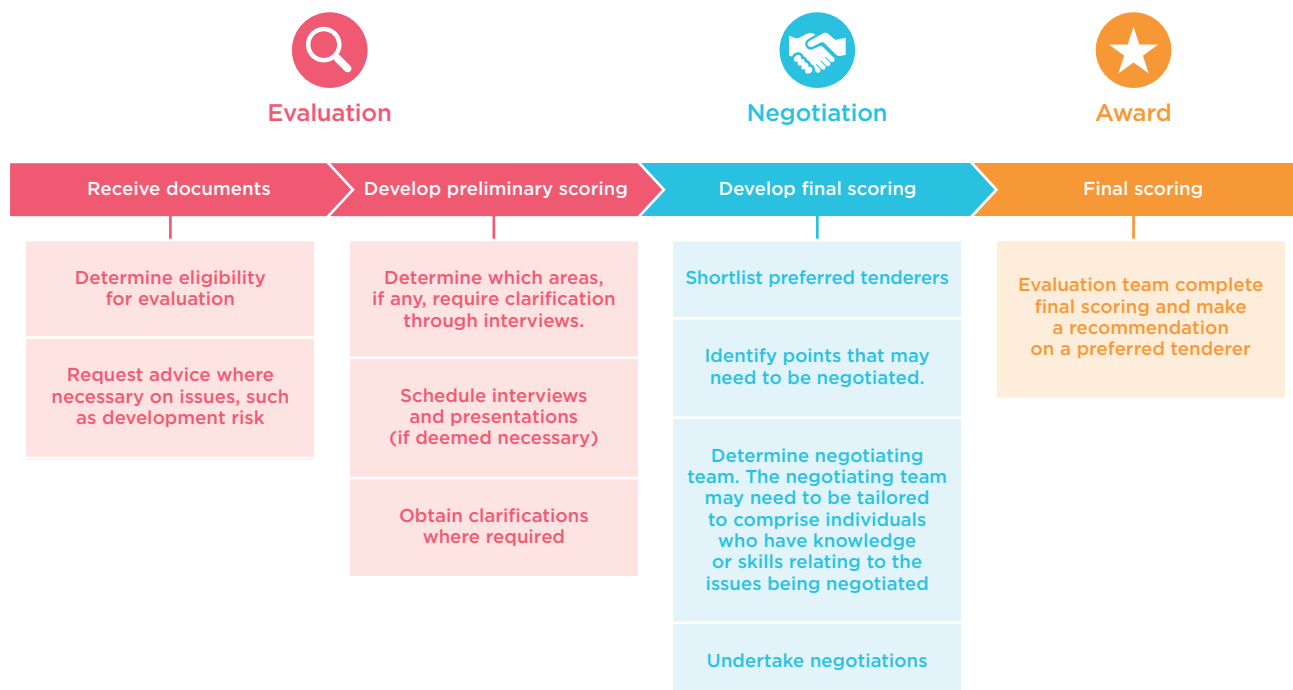 Evaluation
Negotiation
Award
Receive documents
Develop preliminary scoring
Develop final scoring
Final scoring
Determine eligibility
for evaluation
Request advice where
necessary on issues, such
as development risk
Determine which areas,
if any, require clarification
through interviews.
Schedule interviews
and presentations
(if deemed necessary)
Obtain clarifications
where required
Shortlist preferred tenderers
Identify points that may
need to be negotiated.
Determine negotiating
team. The negotiating team
may need to be tailored
to comprise individuals
who have knowledge
or skills relating to the
issues being negotiated
Undertake negotiations
Evaluation team complete
final scoring and make
a recommendation
on a preferred tenderer